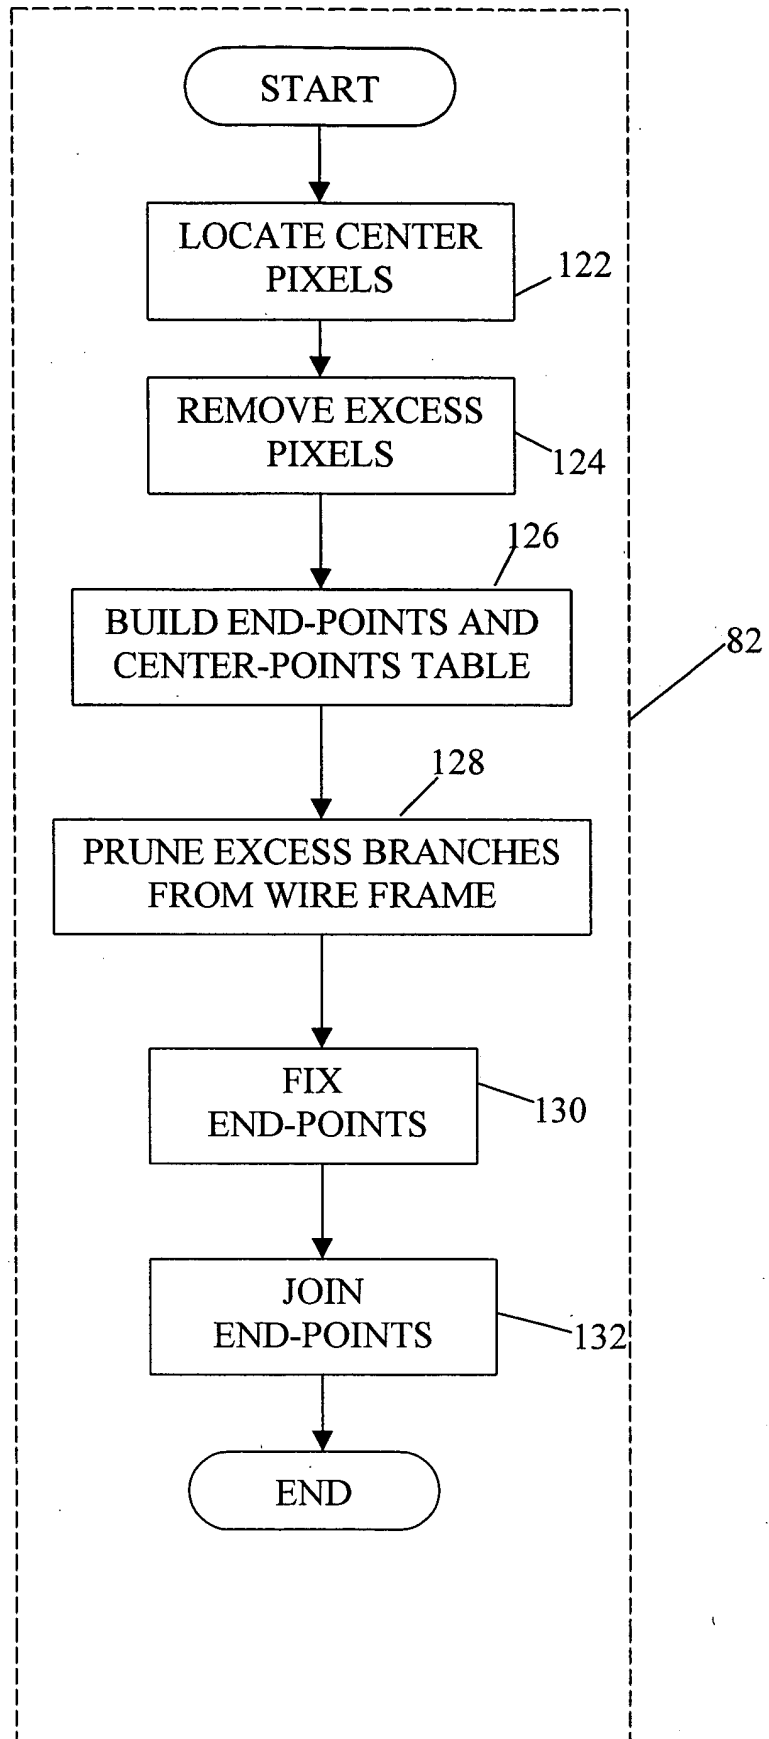 START
LOCATE CENTER
PIXELS
122
REMOVE EXCESS
PIXELS
124
126
BUILD END-POINTS AND
CENTER-POINTS TABLE
82
128
PRUNE EXCESS BRANCHES
FROM WIRE FRAME
FIX
END-POINTS
130
JOIN
END-POINTS
132
END